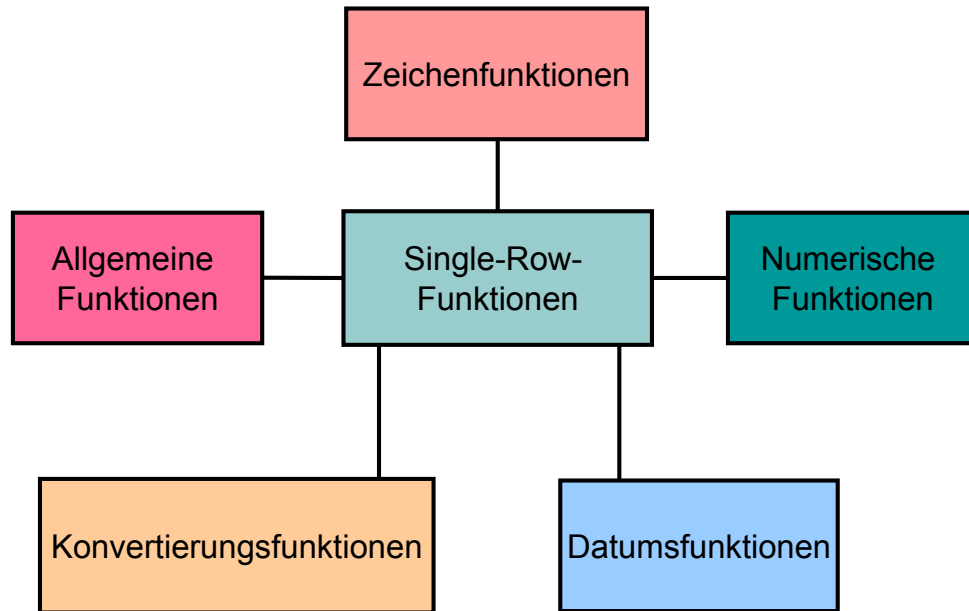 Zeichenfunktionen
Allgemeine
Funktionen
Single-Row-
Funktionen
Numerische
Funktionen
Konvertierungsfunktionen
Datumsfunktionen